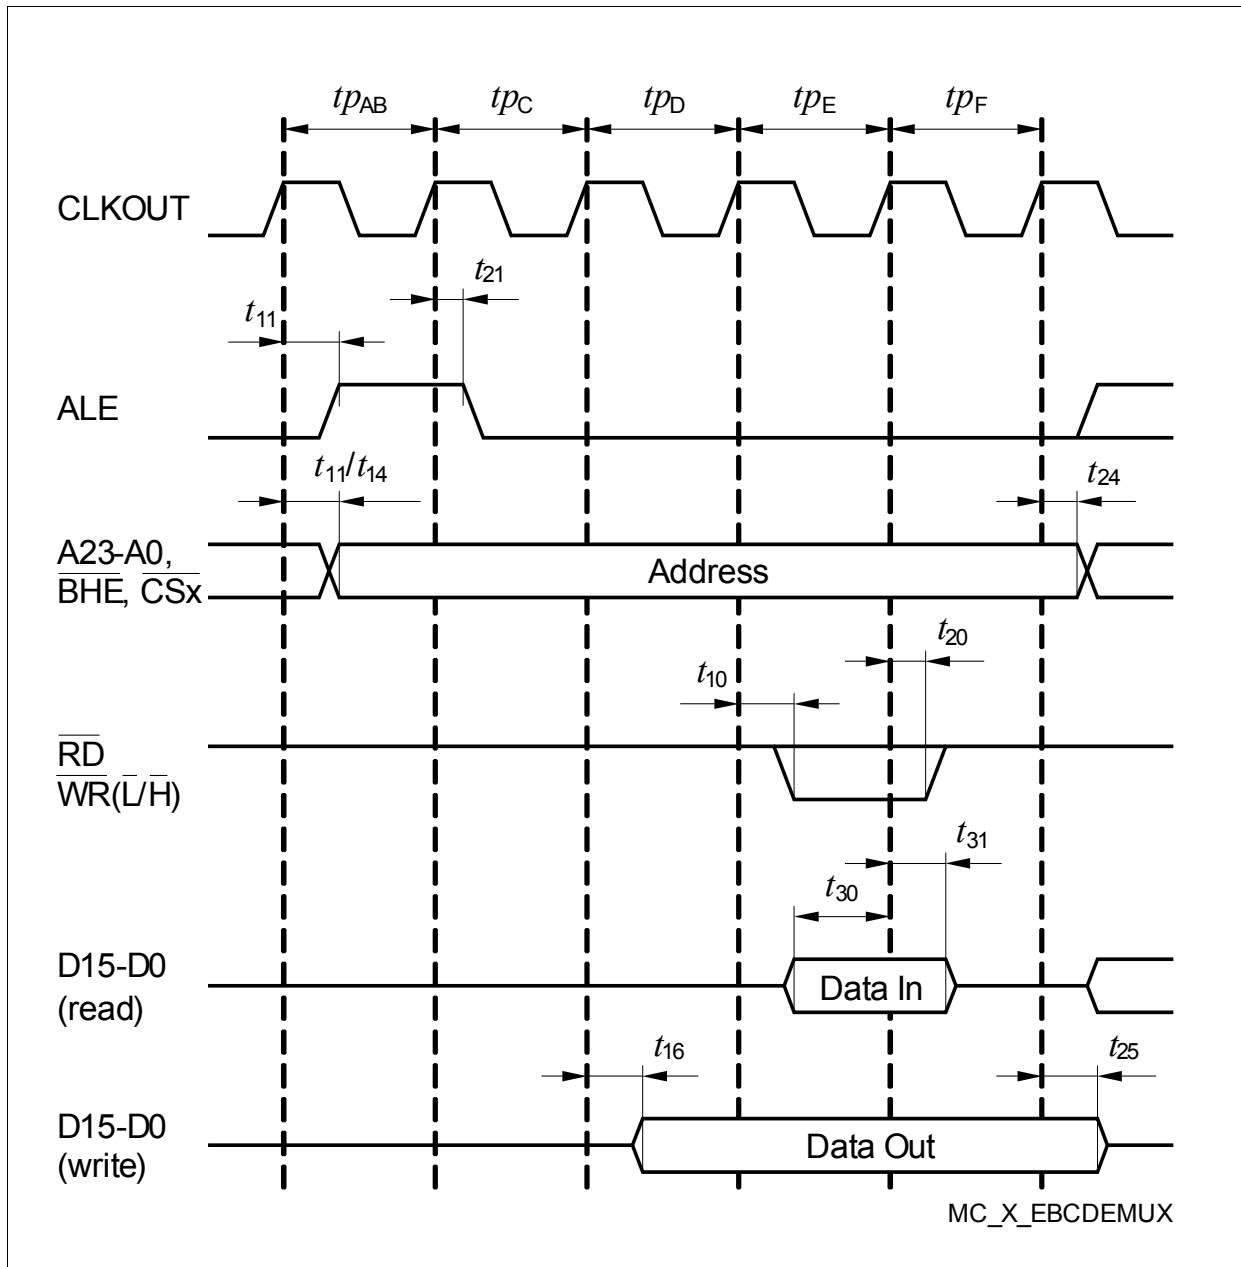 tpAB tpC tpD tpE tpF
CLKOUT
t21
t11
ALE
t11/t14
t24
A23-A0,
BHE, CSx
Address
t20
t10
RD
WR(L/H)
t31
t30
D15-D0
(read)
Data In
t16
t25
D15-D0
(write)
Data Out
MC_X_EBCDEMUX